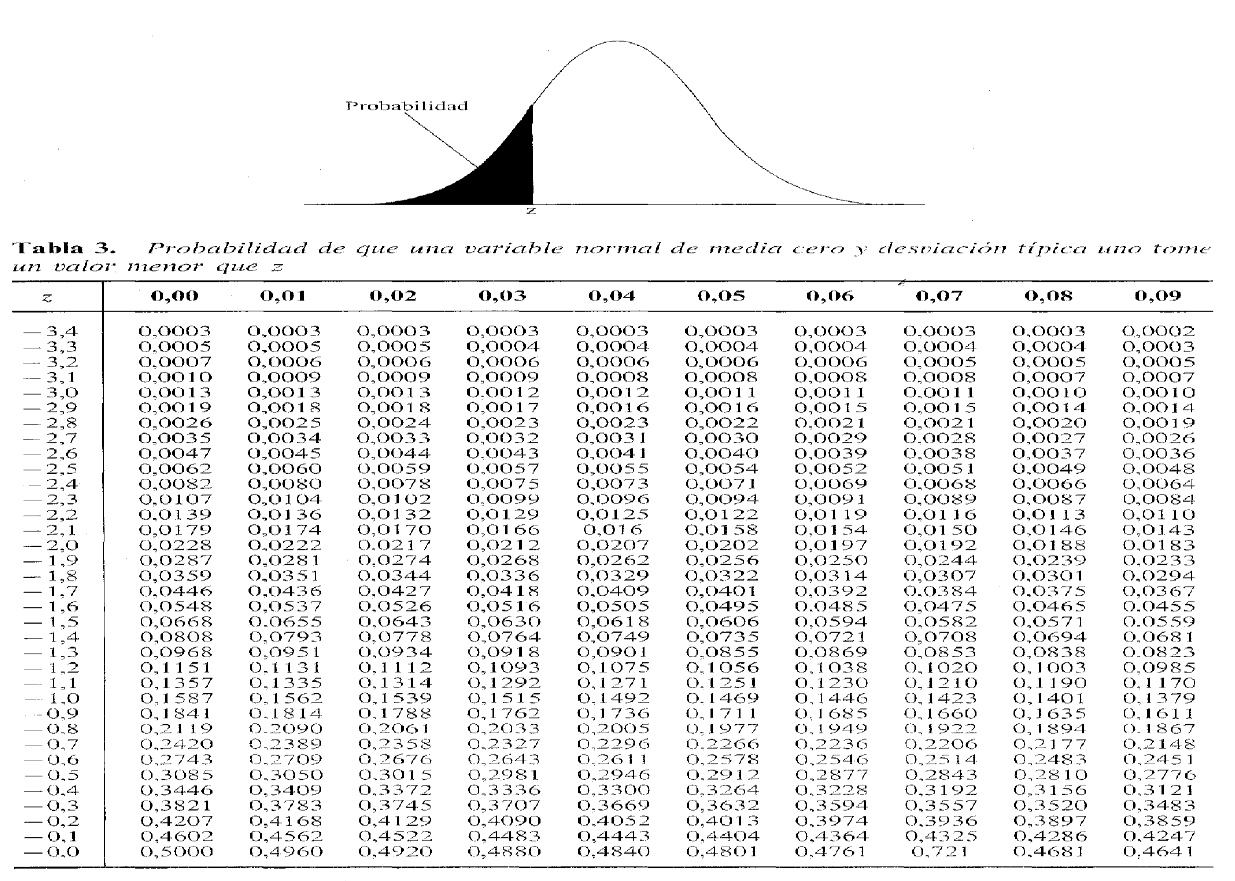 Probabilidad
z
Tabla 3. Probabilidad de que una variable normal de media cero y desviación típica uno tome
un valor menor que z
z 0,00 0,01 0,02 0,03 0,04 0,05 0,06 0,07 0,08 0,09
—3,4 0,0003 0,0003 0,0003 0,0003 0,0003 0,0003 0,0003 0,0003 0,0003 0,0002
—3,3 0,0005 0,0005 0,0005 0,0004 0,0004 0,0004 0,0004 0,0004 0,0004 0,0003
—3,2 0,0007 0,0006 0,0006 0,0006 0,0006 0,0006 0,0006 0,0005 0,0005 0,0005
—3,1 0,0010 0,0009 0,0009 0,0009 0,0008 0,0008 0,0008 0,0008 0,0007 0,0007
—3,0 0,0013 0,0013 0,0013 0,0012 0,0012 0,0011 0,0011 0,0011 0,0010 0,0010
—2,9 0,0019 0,0018 0,0018 0,0017 0,0016 0,0016 0,0015 0,0015 0,0014 0,0014
—2,8 0,0026 0,0025 0,0024 0,0023 0,0023 0,0022 0,0021 0,0021 0,0020 0,0019
—2,7 0,0035 0,0034 0,0033 0,0032 0,0031 0,0030 0,0029 0.0028 0,0027 0,0026
—2,6 0,0047 0,0045 0,0044 0,0043 0,0041 0,0040 0,0039 0,0038 0,0037 0,0036
—2,5 0,0062 0,0060 0,0059 0,0057 0,0055 0,0054 0,0052 0,0051 0,0049 0,0048
—2,4 0,0082 0,0080 0,0078 0,0075 0,0073 0,0071 0,0069 0,0068 0,0066 0,0064
—2,3 0,0107 0,0104 0,0102 0,0099 0,0096 0,0094 0,0091 0,0089 0,0087 0,0084
—2,2 0,0139 0,0136 0,0132 0,0129 0,0125 0,0122 0,0119 0,0116 0,0113 0,0110
—2,1 0,0179 0,0174 0,0170 0,0166 0,016 0,0158 0,0154 0,0150 0,0146 0,0143
—2,0 0,0228 0,0222 0,0217 0,0212 0,0207 0,0202 0,0197 0,0192 0,0188 0,0183
—1,9 0,0287 0,0281 0,0274 0,0268 0,0262 0,0256 0,0250 0,0244 0,0239 0,0233
—1,8 0,0359 0,0351 0,0344 0,0336 0,0329 0,0322 0,0314 0,0307 0,0301 0,0294
—1,7 0,0446 0,0436 0,0427 0,0418 0,0409 0,0401 0,0392 0,0384 0,0375 0,0367
—1,6 0,0548 0,0537 0,0526 0,0516 0,0505 0,0495 0,0485 0,0475 0,0465 0,0455
—1,5 0,0668 0,0655 0,0643 0,0630 0,0618 0,0606 0,0594 0,0582 0,0571 0,0559
—1,4 0,0808 0,0793 0,0778 0,0764 0,0749 0,0735 0,0721 0,0708 0,0694 0,0681
—1,3 0,0968 0,0951 0,0934 0,0918 0,0901 0,0855 0,0869 0,0853 0,0838 0,0823
—1,2 0,1151 0,1131 0,1112 0,1093 0,1075 0,1056 0,1038 0,1020 0,1003 0,0985
—1,1 0,1357 0,1335 0,1314 0,1292 0,1271 0,1251 0,1230 0,1210 0,1190 0,1170
—1,0 0,1587 0,1562 0,1539 0,1515 0,1492 0,1469 0,1446 0,1423 0,1401 0,1379
—0,9 0,1841 0,1814 0,1788 0,1762 0,1736 0,1711 0,1685 0,1660 0,1635 0,1611
—0,8 0,2119 0,2090 0,2061 0,2033 0,2005 0,1977 0,1949 0,1922 0,1894 0,1867
—0,7 0,2420 0,2389 0,2358 0,2327 0,2296 0,2266 0,2236 0,2206 0,2177 0,2148
—0,6 0,2743 0,2709 0,2676 0,2643 0,2611 0,2578 0,2546 0,2514 0,2483 0,2451
—0,5 0,3085 0,3050 0,3015 0,2981 0,2946 0,2912 0,2877 0,2843 0,2810 0,2776
—0,4 0,3446 0,3409 0,3372 0,3336 0,3300 0,3264 0,3228 0,3192 0,3156 0,3121
—0,3 0,3821 0,3783 0,3745 0,3707 0,3669 0,3632 0,3594 0,3557 0,3520 0,3483
—0,2 0,4207 0,4168 0,4129 0,4090 0,4052 0,4013 0,3974 0,3936 0,3897 0,3859
—0,1 0,4602 0,4562 0,4522 0,4483 0,4443 0,4404 0,4364 0,4325 0,4286 0,4247
—0,0 0,5000 0,4960 0,4920 0,4880 0,4840 0,4801 0,4761 0,721 0,4681 0,4641